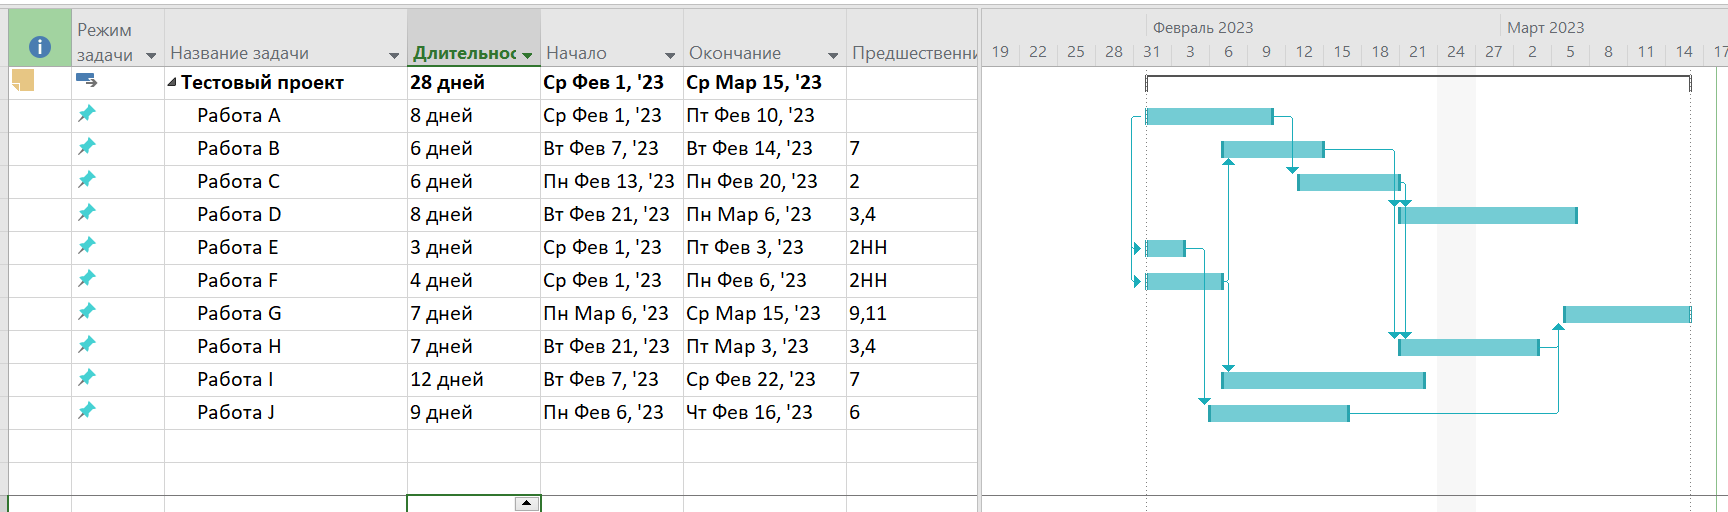 Режим задачи	Название задачи	Длительнос	Начало	Окончание	Предшественни
Тестовый проект	28 дней	Ср Фев 1, '23	Ср Мар 15, '23
Работа A	8 дней	Ср Фев 1, '23	Пт Фев 10, '23
Работа B	6 дней	Вт Фев 7, '23	Вт Фев 14, '23	7
Работа C	6 дней	Пн Фев 13, '23	Пн Фев 20, '23	2
Работа D	8 дней	Вт Фев 21, '23	Пн Мар 6, '23	3,4
Работа E	3 дней	Ср Фев 1, '23	Пт Фев 3, '23	2НН
Работа F	4 дней	Ср Фев 1, '23	Пн Фев 6, '23	2НН
Работа G	7 дней	Пн Мар 6, '23	Ср Мар 15, '23	9,11
Работа H	7 дней	Вт Фев 21, '23	Пт Мар 3, '23	3,4
Работа I	12 дней	Вт Фев 7, '23	Ср Фев 22, '23	7
Работа J	9 дней	Пн Фев 6, '23	Чт Фев 16, '23	6
Февраль 2023	Март 2023
19 22 25 28 31 3 6 9 12 15 18 21 24 27 2 5 8 11 14 17